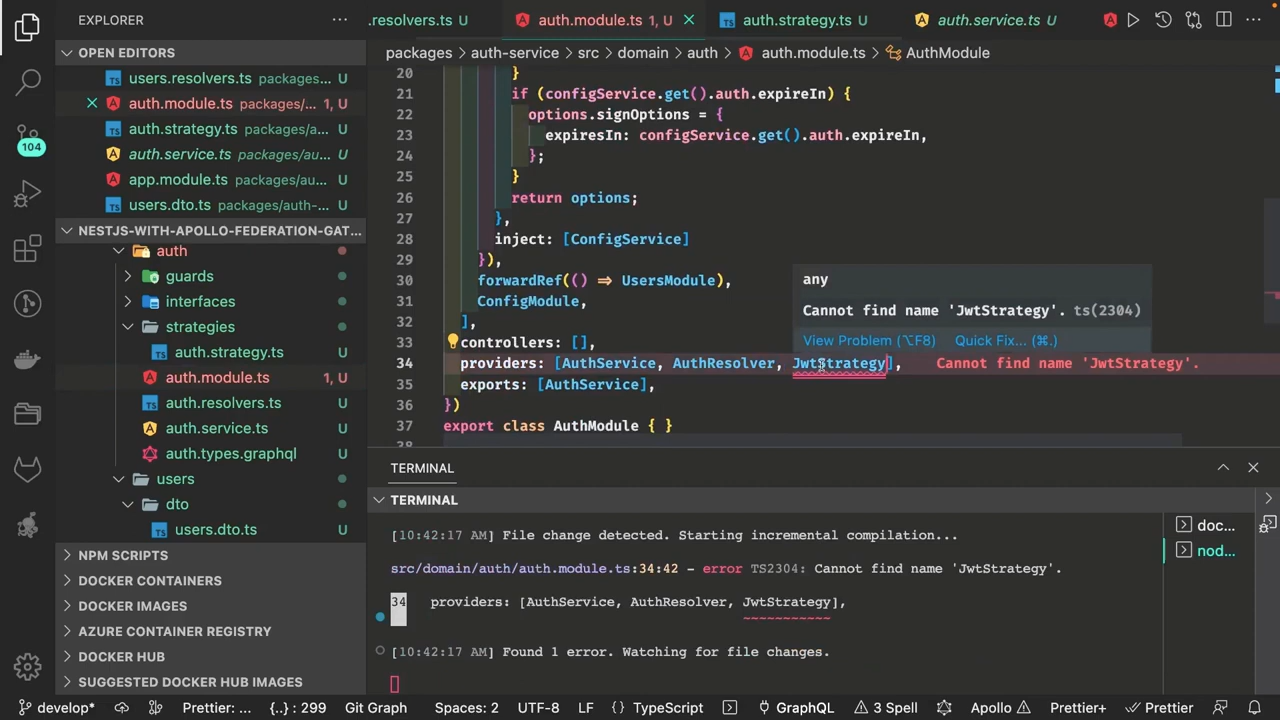 EXPLORER
.resolvers.ts U
auth.module.ts 1, U
auth.strategy.ts U
auth.service.ts U
OPEN EDITORS
users.resolvers.ts packages... U
auth.module.ts packages/... 1, U
auth.strategy.ts packages/a... U
auth.service.ts packages/au... U
app.module.ts packages/au... U
users.dto.ts packages/auth-... U
104
NESTJS-WITH-APOLLO-FEDERATION-GAT...
auth
guards
interfaces
strategies
auth.strategy.ts U
auth.module.ts 1, U
auth.resolvers.ts U
auth.service.ts U
auth.types.graphql U
users
dto
users.dto.ts U
NPM SCRIPTS
DOCKER CONTAINERS
DOCKER IMAGES
AZURE CONTAINER REGISTRY
DOCKER HUB
SUGGESTED DOCKER HUB IMAGES
packages > auth-service > src > domain > auth > auth.module.ts > AuthModule
20 }
21 if (configService.get().auth.expireIn) {
22 options.signOptions = {
23 expiresIn: configService.get().auth.expireIn,
24 };
25 }
26 return options;
27 },
28 inject: [ConfigService]
29 }),
30 forwardRef(() => UsersModule),
31 ConfigModule,
32 ],
33 controllers: [],
34 providers: [AuthService, AuthResolver, JwtStrategy], Cannot find name 'JwtStrategy'.
35 exports: [AuthService],
36 })
37 export class AuthModule { }
38
any
Cannot find name 'JwtStrategy'. ts(2304)
View Problem (⌥F8) Quick Fix... (⌘.)
TERMINAL
TERMINAL
[10:42:17 AM] File change detected. Starting incremental compilation...
src/domain/auth/auth.module.ts:34:42 - error TS2304: Cannot find name 'JwtStrategy'.
34 providers: [AuthService, AuthResolver, JwtStrategy],
~~~~~~~~~~~
[10:42:17 AM] Found 1 error. Watching for file changes.
doc...
nod...
develop* Prettier: ... {..} : 299 Git Graph Spaces: 2 UTF-8 LF {} TypeScript GraphQL 3 Spell Apollo Prettier+ Prettier